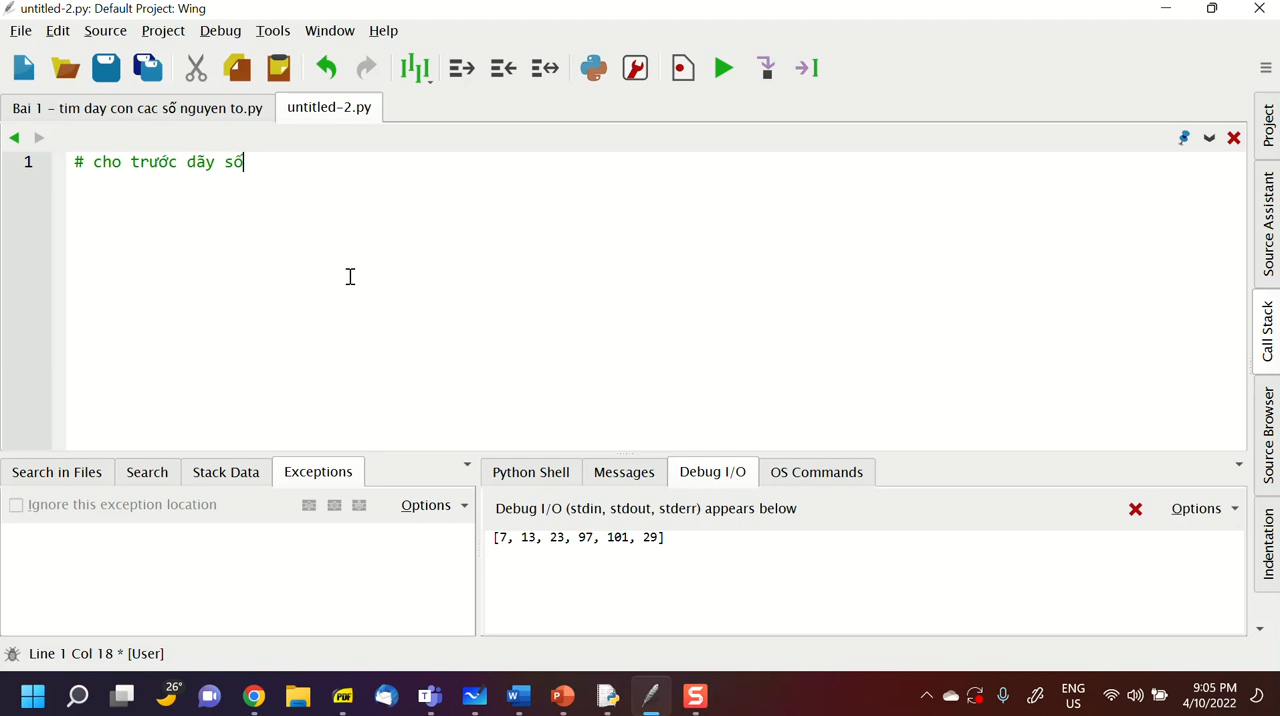 untitled-2.py: Default Project: Wing
File Edit Source Project Debug Tools Window Help
Bai 1 - tim day con cac số nguyen to.py untitled-2.py
1 # cho trước dãy số
Project
Source Assistant
Call Stack
Source Browser
Indentation
Search in Files Search Stack Data Exceptions
Ignore this exception location Options
Python Shell Messages Debug I/O OS Commands
Debug I/O (stdin, stdout, stderr) appears below Options
[7, 13, 23, 97, 101, 29]
Line 1 Col 18 * [User]
26°
PDF
ENG
US
9:05 PM
4/10/2022